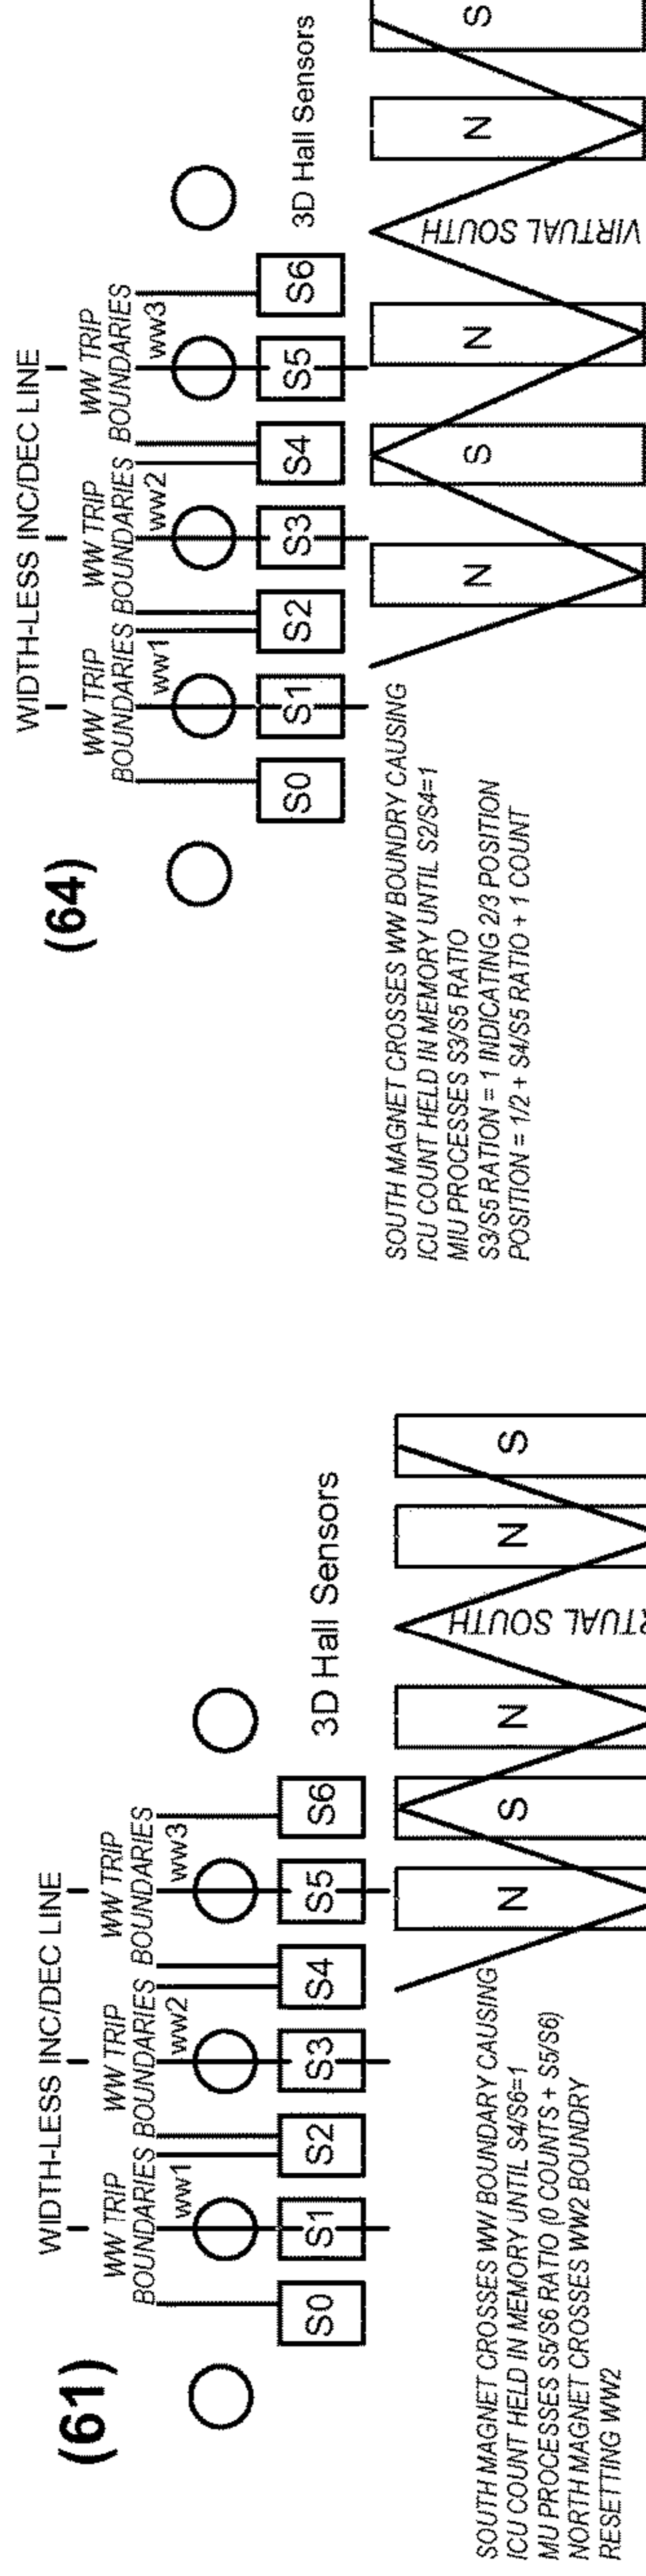 (61)
WIDTH-LESS INC/DEC LINE
WW TRIP BOUNDARIES
WW TRIP BOUNDARIES
WW TRIP BOUNDARIES
ww1 ww2 ww3
S0 S1 S2 S3 S4 S5 S6
3D Hall Sensors
N S N N S
RTUAL SOUTH
SOUTH MAGNET CROSSES WW BOUNDARY CAUSING
ICU COUNT HELD IN MEMORY UNTIL S4/S6=1
MU PROCESSES S5/S6 RATIO (0 COUNTS + S5/S6)
NORTH MAGNET CROSSES WW2 BOUNDRY
RESETTING WW2
(64)
WIDTH-LESS INC/DEC LINE
WW TRIP BOUNDARIES
WW TRIP BOUNDARIES
WW TRIP BOUNDARIES
ww1 ww2 ww3
S0 S1 S2 S3 S4 S5 S6
3D Hall Sensors
N S N N S
VIRTUAL SOUTH
SOUTH MAGNET CROSSES WW BOUNDRY CAUSING
ICU COUNT HELD IN MEMORY UNTIL S2/S4=1
MIU PROCESSES S3/S5 RATIO
S3/S5 RATION = 1 INDICATING 2/3 POSITION
POSITION = 1/2 + S4/S5 RATIO + 1 COUNT